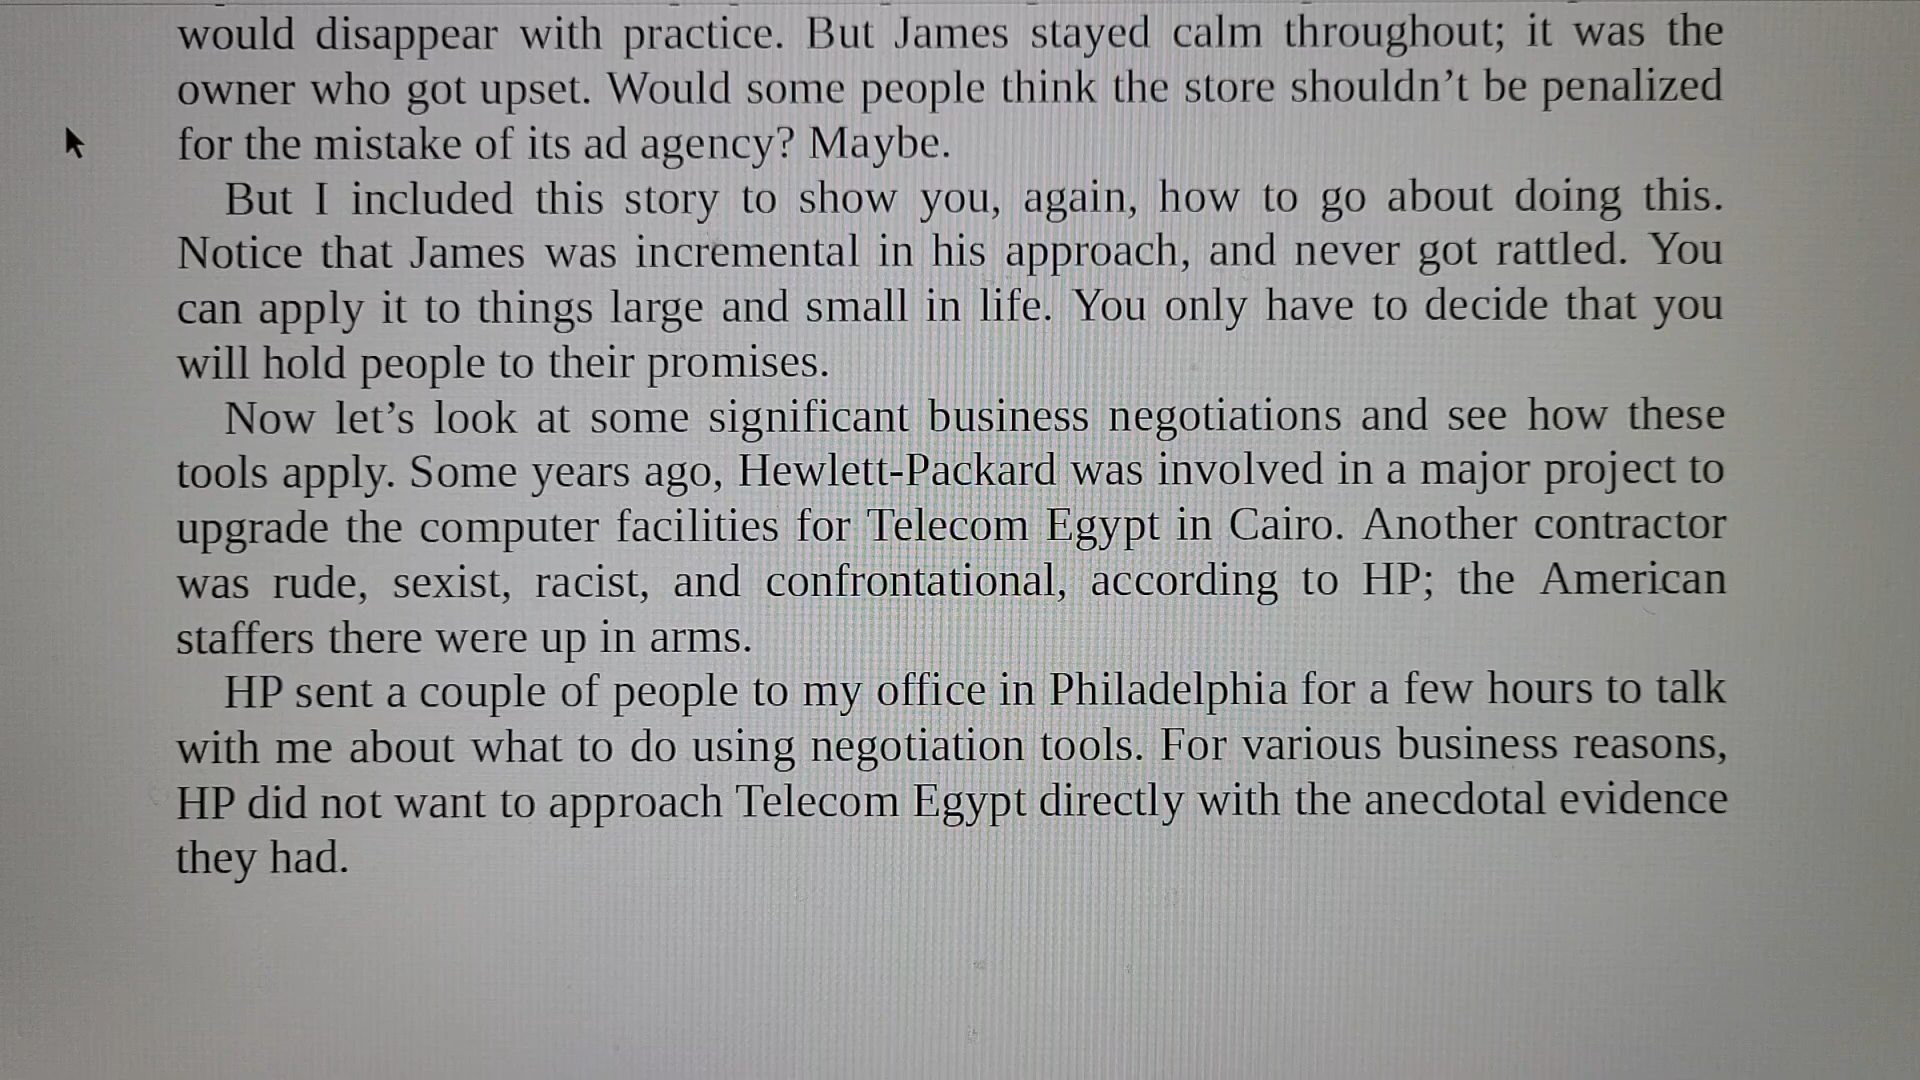 would disappear with practice. But James stayed calm throughout; it was the
owner who got upset. Would some people think the store shouldn’t be penalized
for the mistake of its ad agency? Maybe.
But I included this story to show you, again, how to go about doing this.
Notice that James was incremental in his approach, and never got rattled. You
can apply it to things large and small in life. You only have to decide that you
will hold people to their promises.
Now let’s look at some significant business negotiations and see how these
tools apply. Some years ago, Hewlett-Packard was involved in a major project to
upgrade the computer facilities for Telecom Egypt in Cairo. Another contractor
was rude, sexist, racist, and confrontational, according to HP; the American
staffers there were up in arms.
HP sent a couple of people to my office in Philadelphia for a few hours to talk
with me about what to do using negotiation tools. For various business reasons,
HP did not want to approach Telecom Egypt directly with the anecdotal evidence
they had.